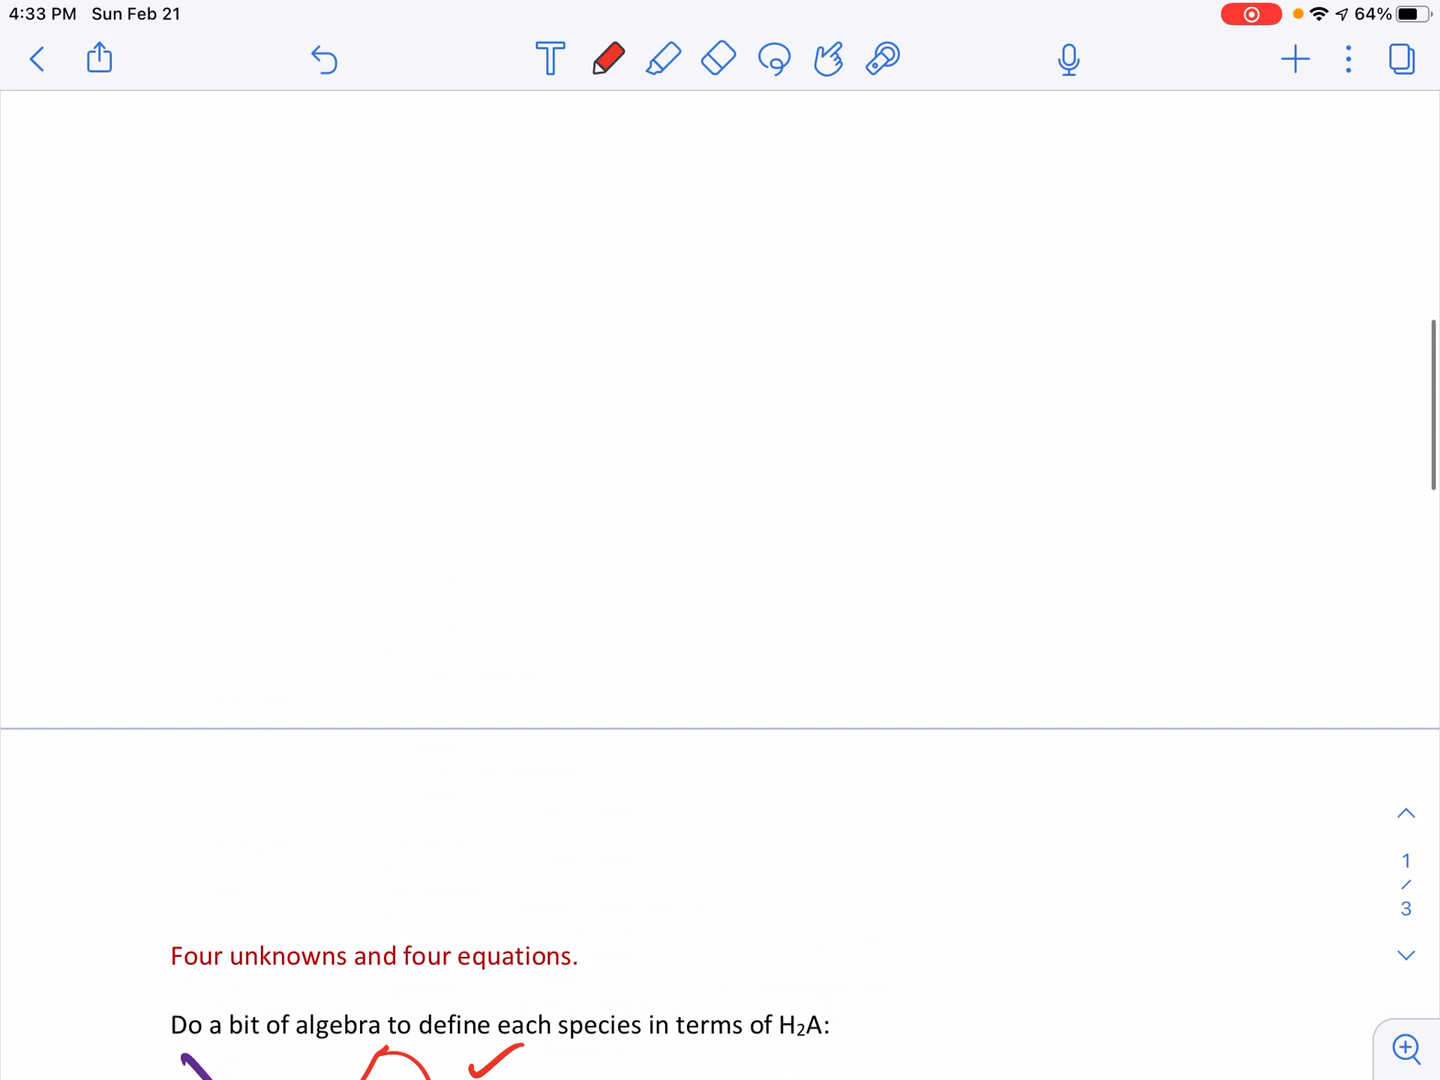 4:33 PM Sun Feb 21
64%
T
1
/
3
Four unknowns and four equations.
Do a bit of algebra to define each species in terms of H₂A: